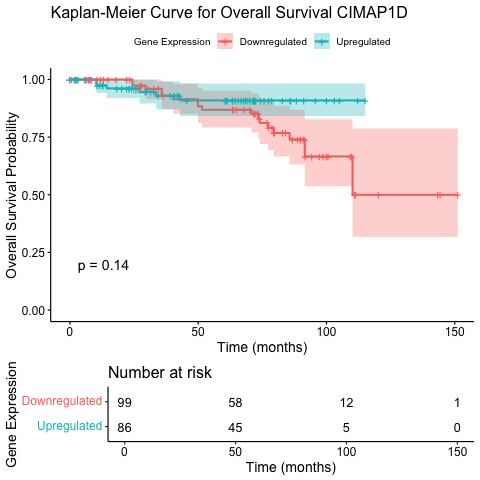 Kaplan-Meier Curve for Overall Survival CIMAP1D
Gene Expression Downregulated Upregulated
Overall Survival Probability
1.00
0.75
0.50
0.25
0.00
p = 0.14
0 50 100 150
Time (months)
Number at risk
Gene Expression
Downregulated 99 58 12 1
Upregulated 86 45 5 0
0 50 100 150
Time (months)